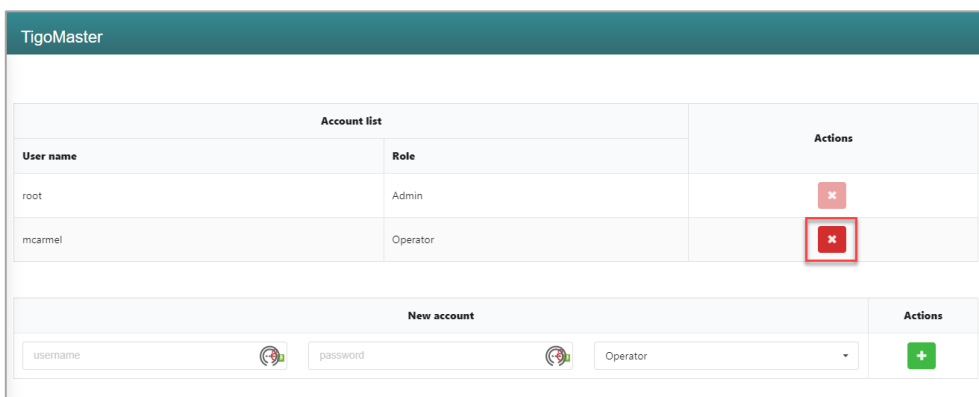 TigoMaster
Account list
Actions
User name
Role
root
Admin
mcarmel
Operator
New account
Actions
username
password
Operator